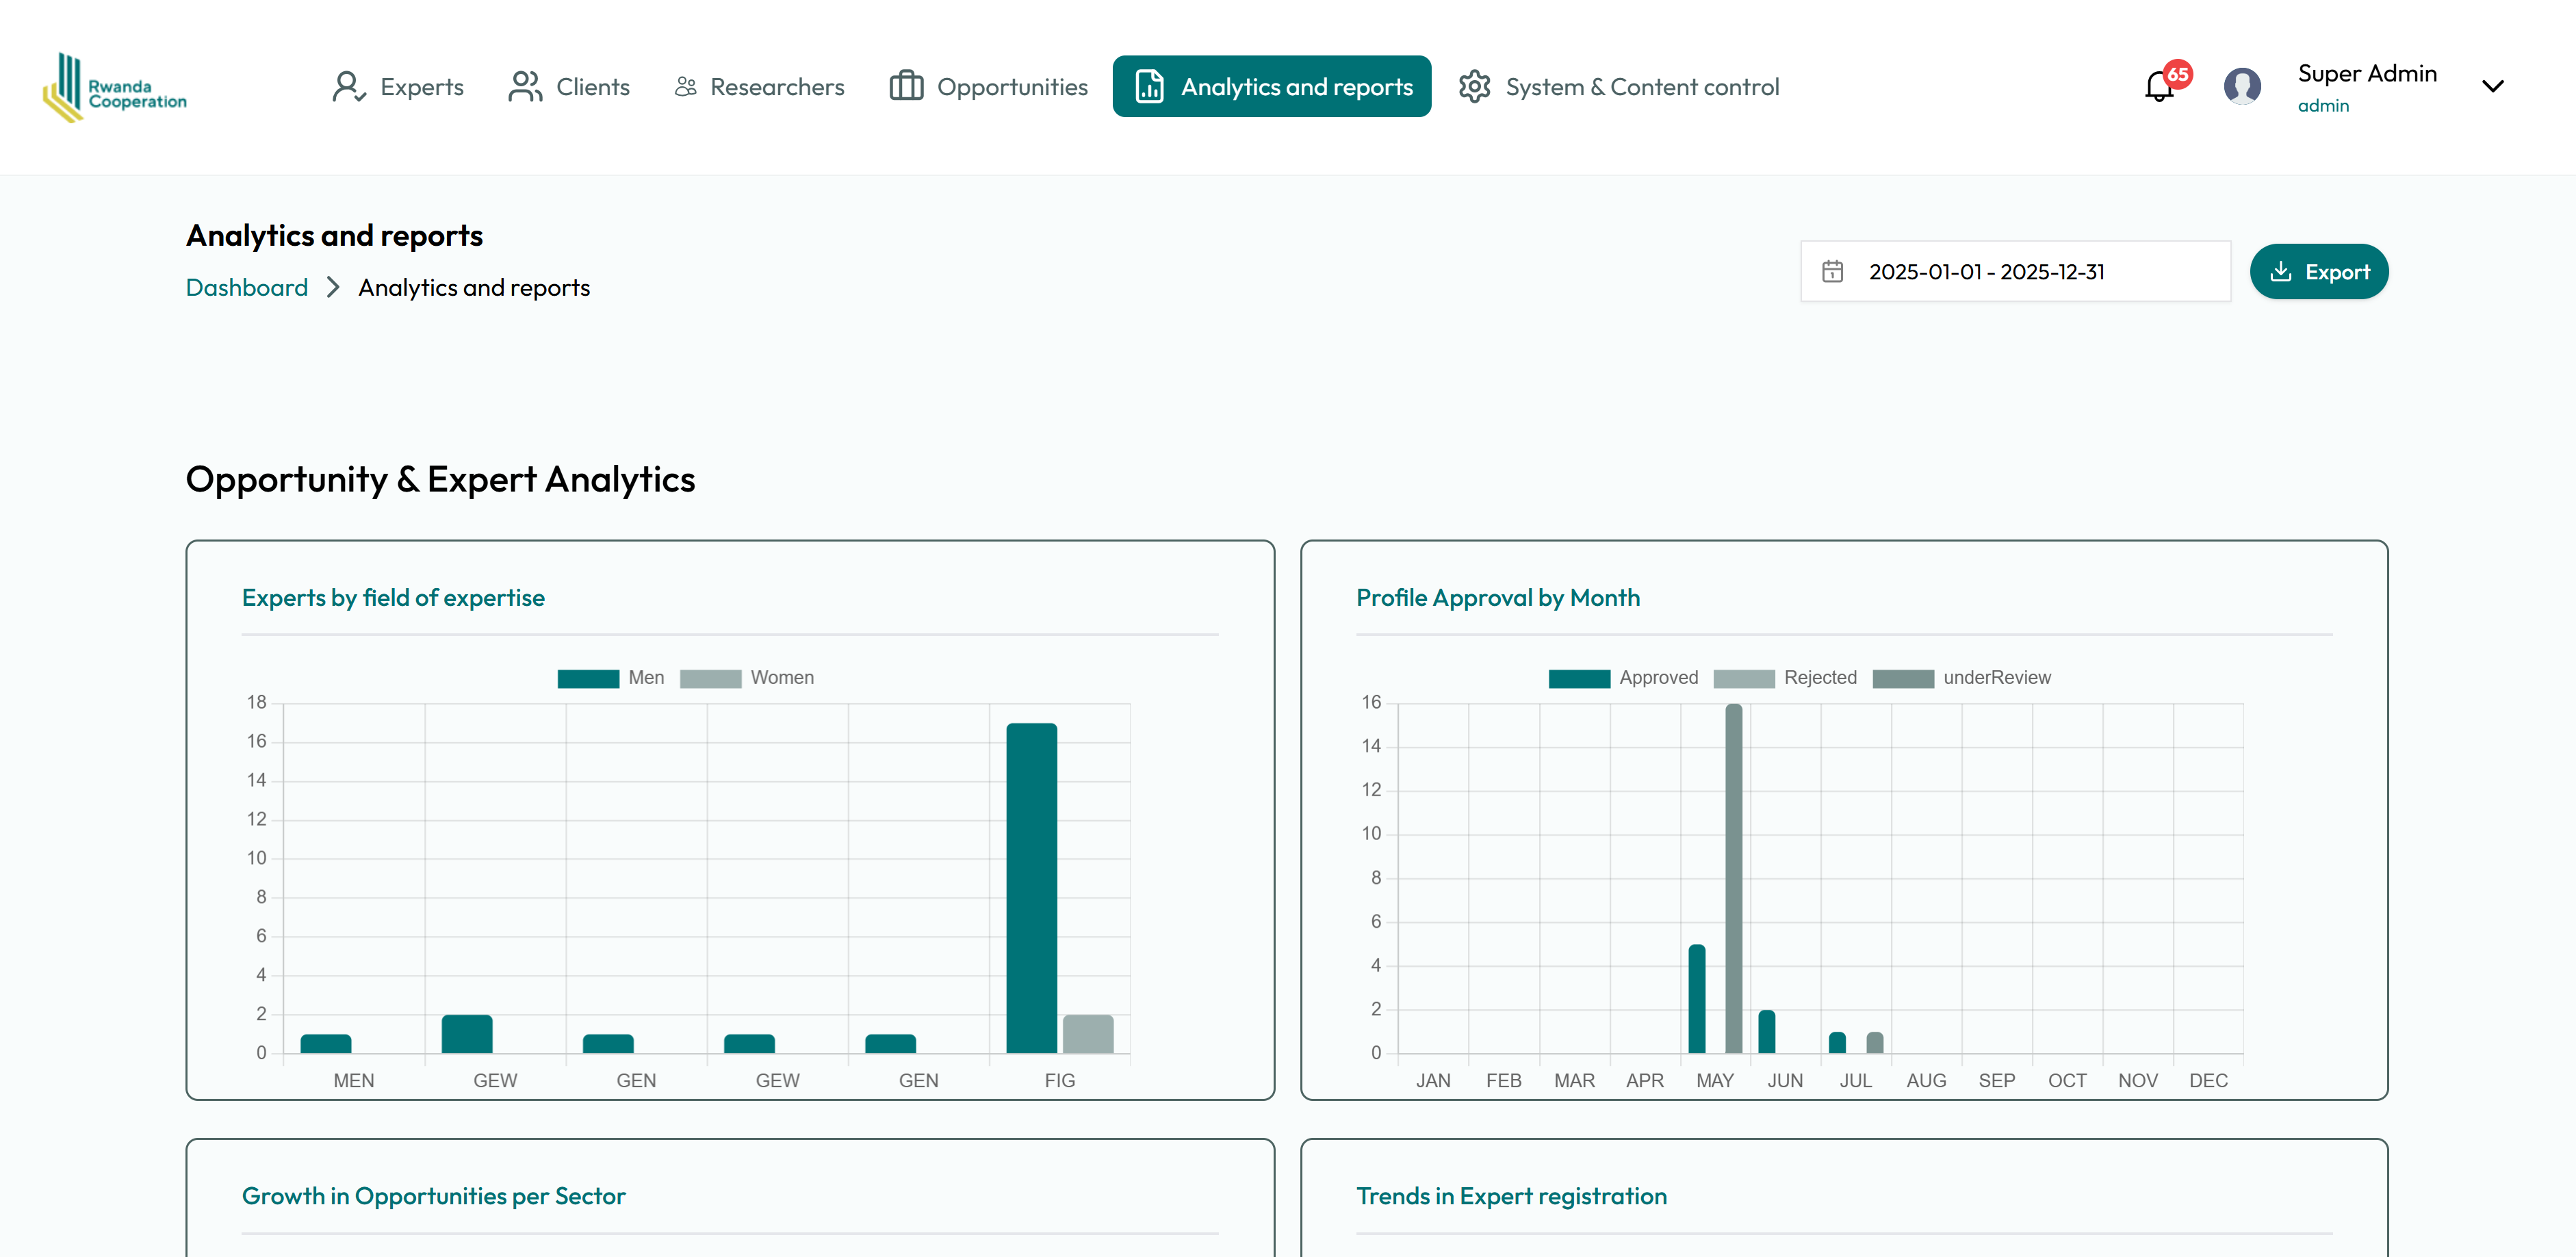 Rwanda
Cooperation
Experts
Clients
Researchers
Opportunities
Analytics and reports
System & Content control
65
Super Admin
admin
Analytics and reports
Dashboard
Analytics and reports
2025-01-01 - 2025-12-31
Export
Opportunity & Expert Analytics
Experts by field of expertise
Men
Women
18
16
14
12
10
8
6
4
2
0
MEN
GEW
GEN
GEW
GEN
FIG
Profile Approval by Month
Approved
Rejected
underReview
16
14
12
10
8
6
4
2
0
JAN
FEB
MAR
APR
MAY
JUN
JUL
AUG
SEP
OCT
NOV
DEC
Growth in Opportunities per Sector
Trends in Expert registration